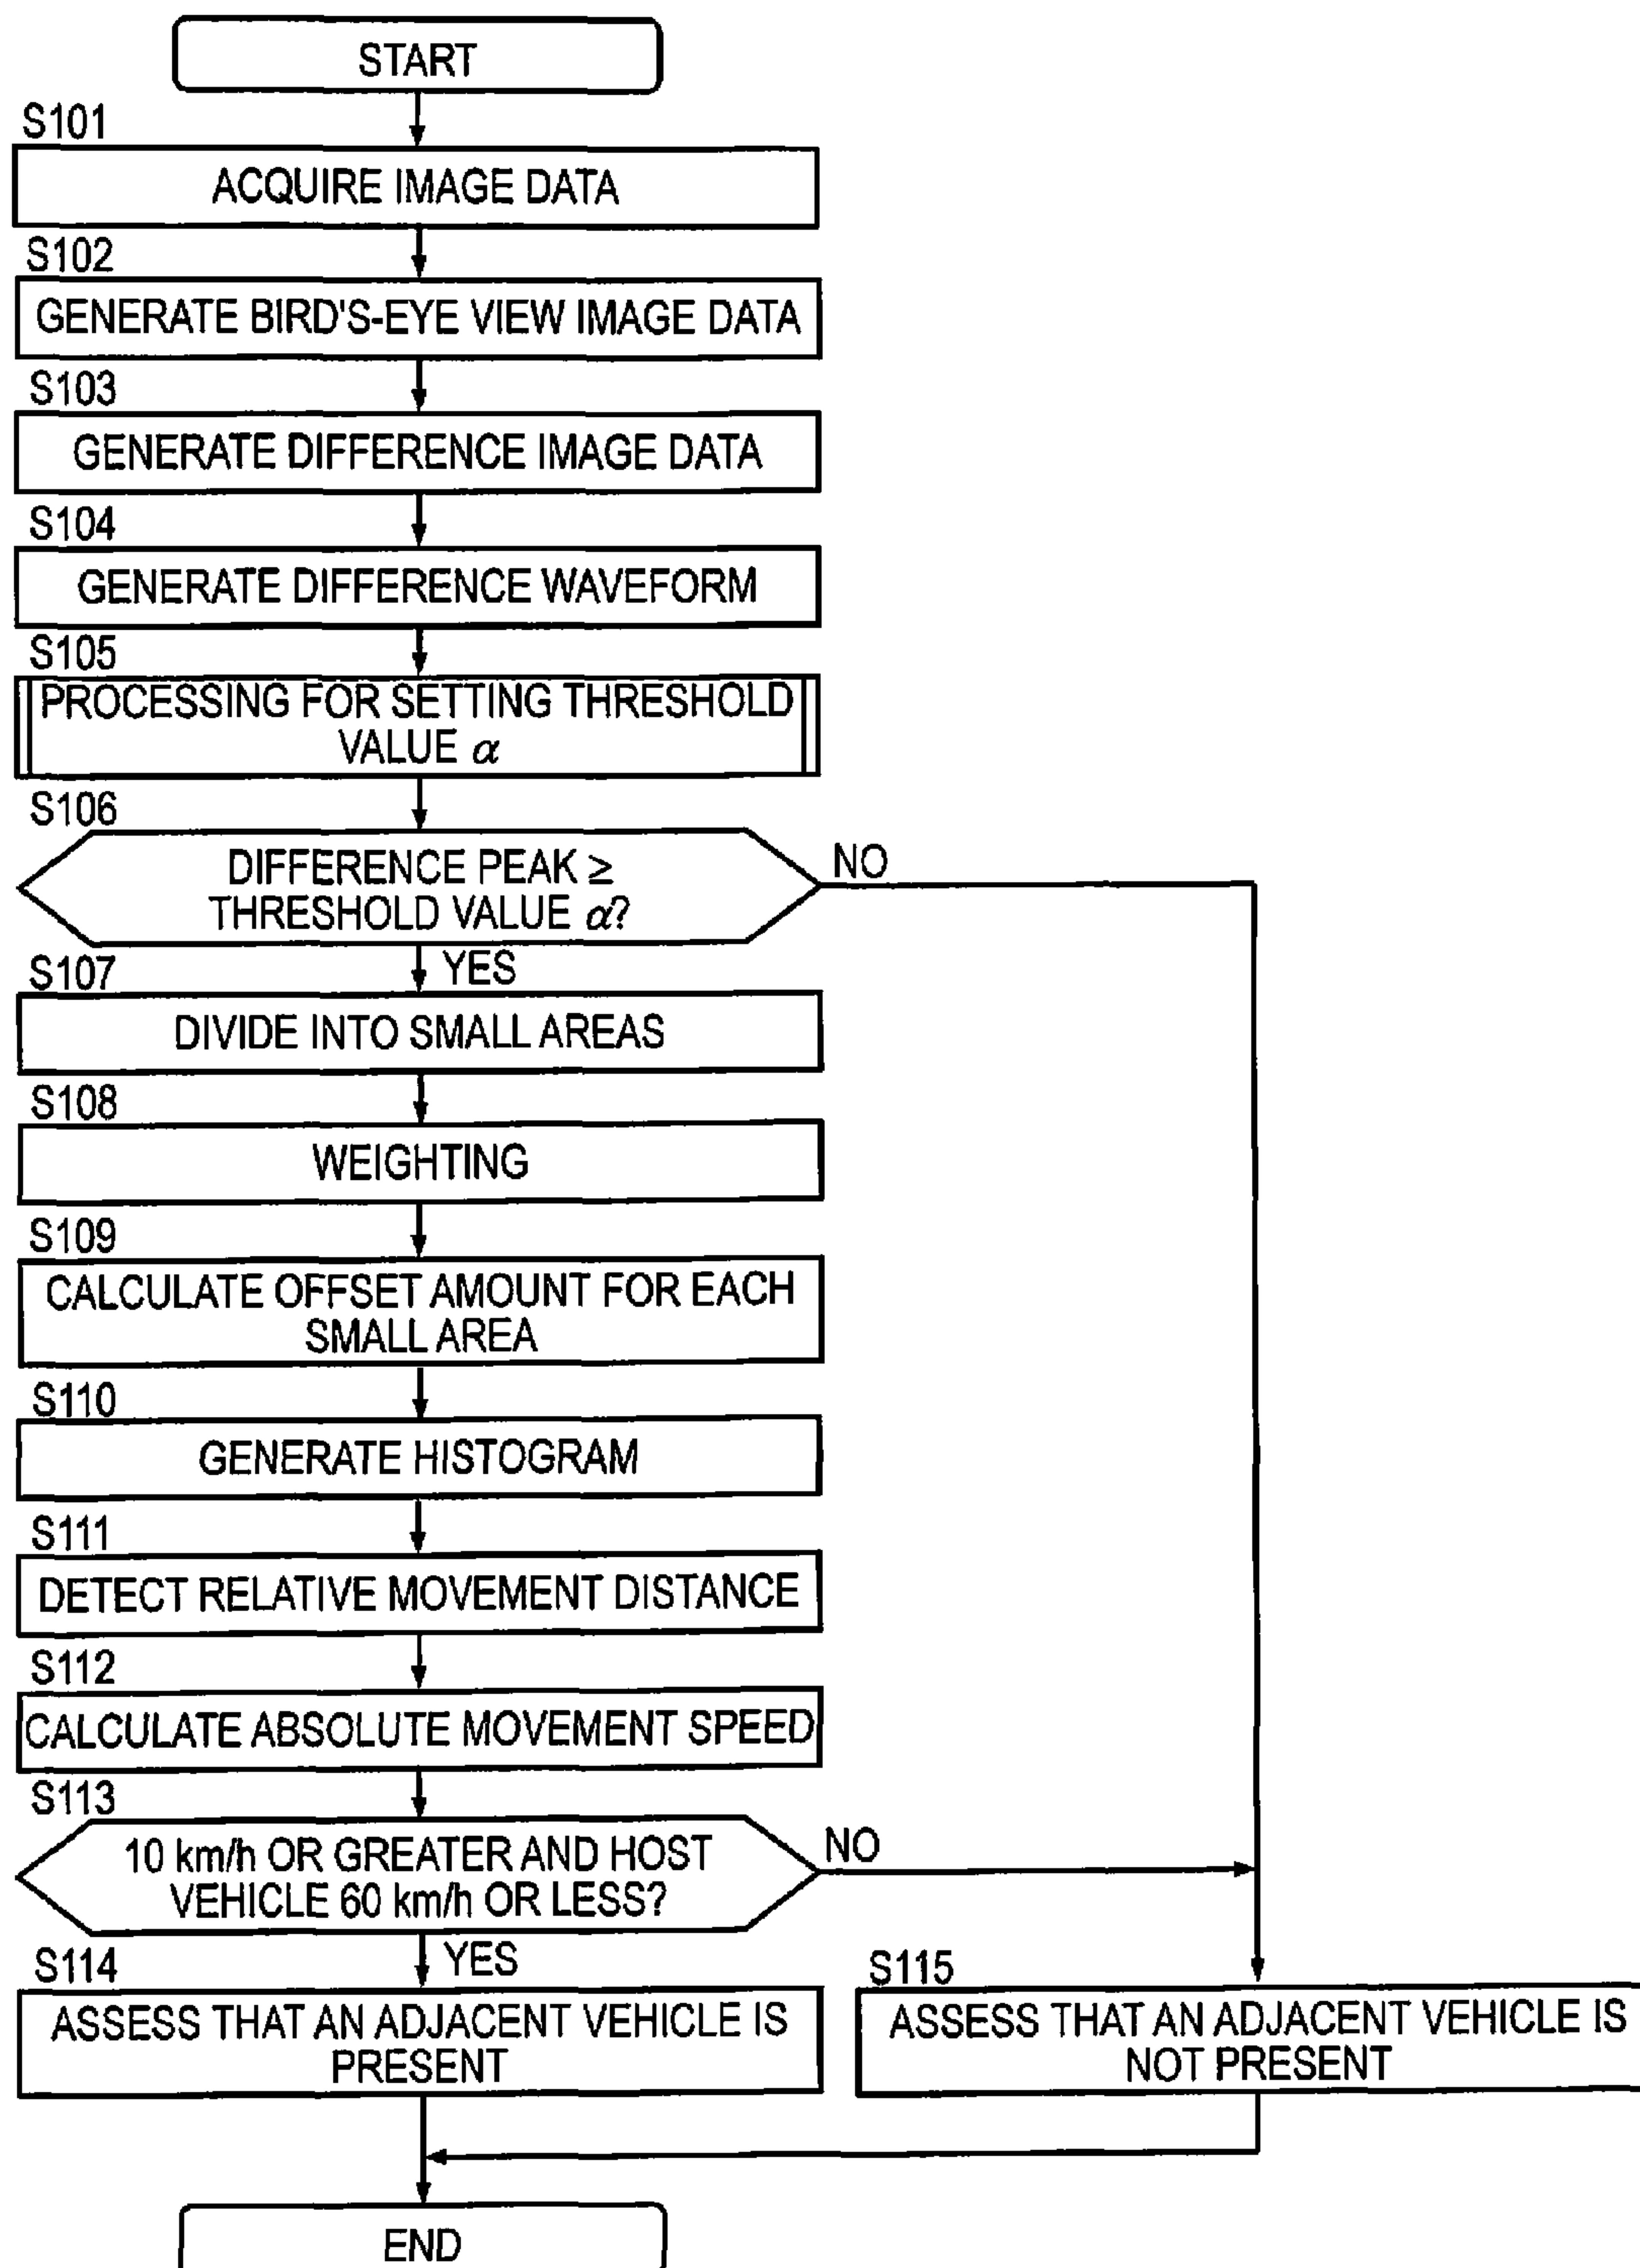 START
S101
ACQUIRE IMAGE DATA
S102
GENERATE BIRD'S-EYE VIEW IMAGE DATA
S103
GENERATE DIFFERENCE IMAGE DATA
S104
GENERATE DIFFERENCE WAVEFORM
S105
PROCESSING FOR SETTING THRESHOLD
VALUE α
S106
DIFFERENCE PEAK ≥
THRESHOLD VALUE α?
NO
YES
S107
DIVIDE INTO SMALL AREAS
S108
WEIGHTING
S109
CALCULATE OFFSET AMOUNT FOR EACH
SMALL AREA
S110
GENERATE HISTOGRAM
S111
DETECT RELATIVE MOVEMENT DISTANCE
S112
CALCULATE ABSOLUTE MOVEMENT SPEED
S113
10 km/h OR GREATER AND HOST
VEHICLE 60 km/h OR LESS?
NO
YES
S114
ASSESS THAT AN ADJACENT VEHICLE IS
PRESENT
S115
ASSESS THAT AN ADJACENT VEHICLE IS
NOT PRESENT
END